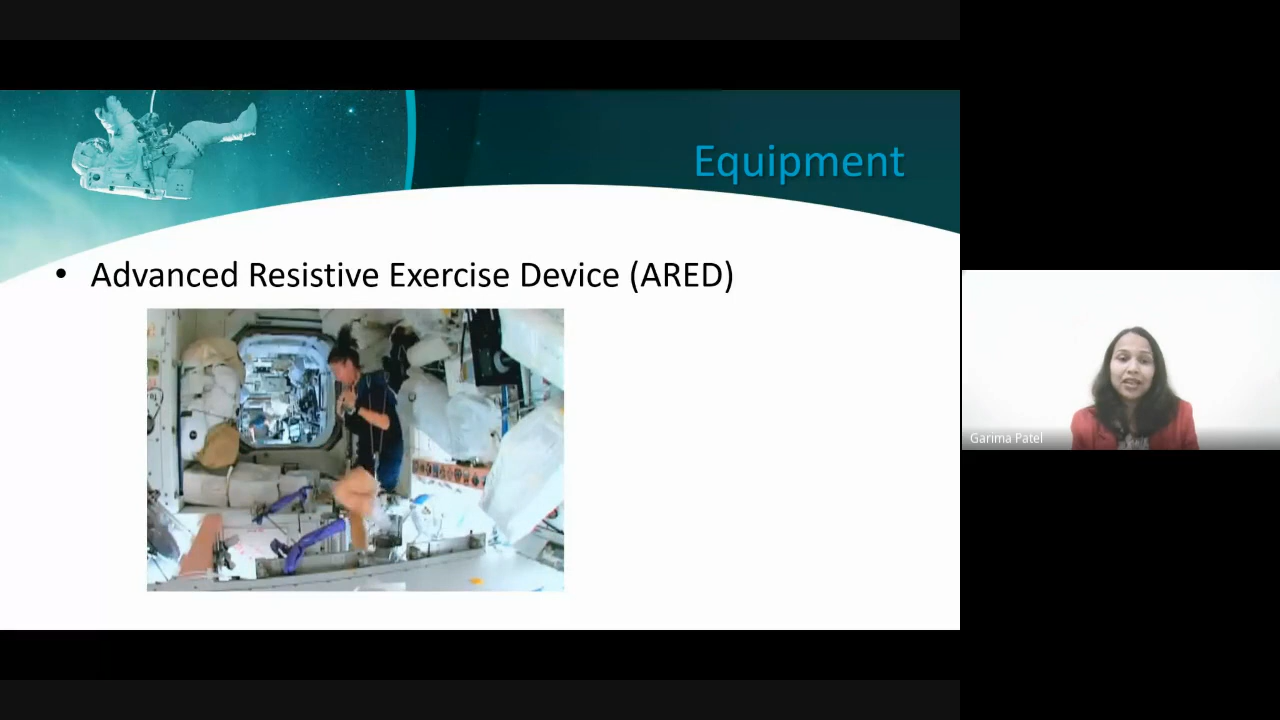 Equipment
• Advanced Resistive Exercise Device (ARED)
Garima Patel